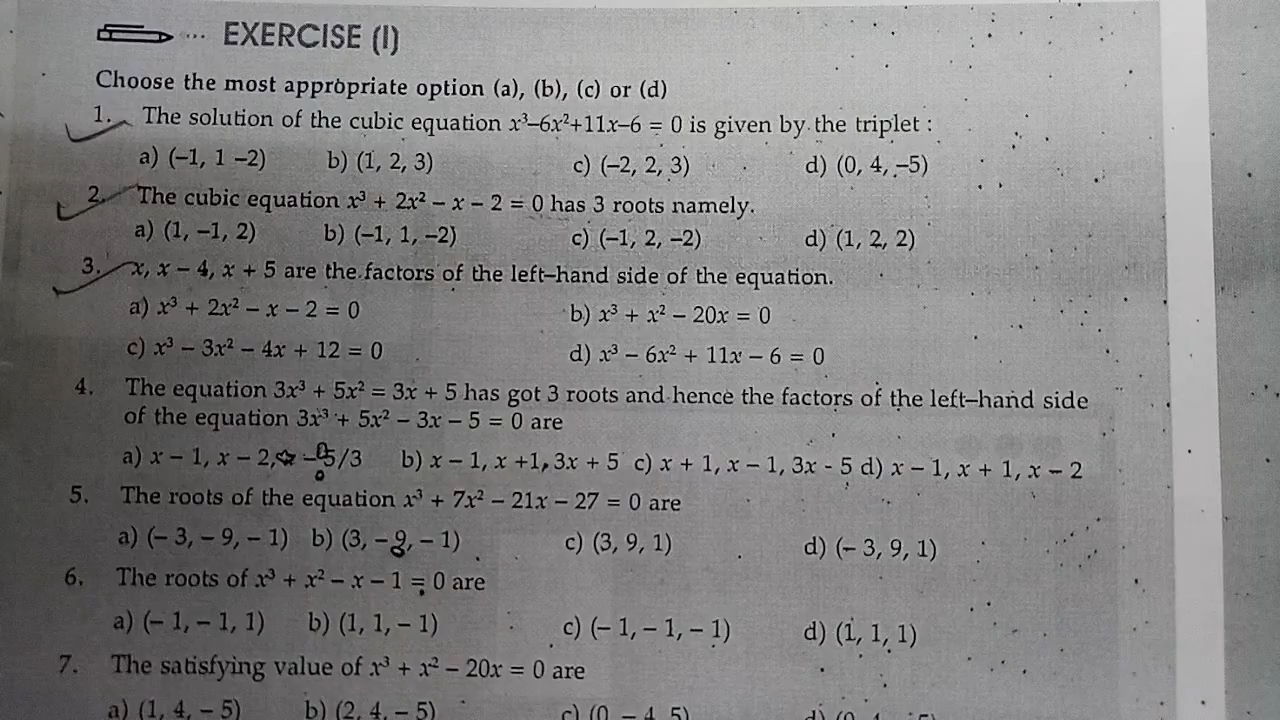 ... EXERCISE (I)
Choose the most appropriate option (a), (b), (c) or (d)
1. The solution of the cubic equation x³–6x²+11x–6 = 0 is given by the triplet :
a) (–1, 1 –2) b) (1, 2, 3) c) (–2, 2, 3) d) (0, 4, –5)
2. The cubic equation x³ + 2x² – x – 2 = 0 has 3 roots namely.
a) (1, –1, 2) b) (–1, 1, –2) c) (–1, 2, –2) d) (1, 2, 2)
3. x, x – 4, x + 5 are the factors of the left–hand side of the equation.
a) x³ + 2x² – x – 2 = 0 b) x³ + x² – 20x = 0
c) x³ – 3x² – 4x + 12 = 0 d) x³ – 6x² + 11x – 6 = 0
4. The equation 3x³ + 5x² = 3x + 5 has got 3 roots and hence the factors of the left–hand side
of the equation 3x³ + 5x² – 3x – 5 = 0 are
a) x – 1, x – 2, –5/3 b) x – 1, x +1, 3x + 5 c) x + 1, x – 1, 3x - 5 d) x – 1, x + 1, x – 2
5. The roots of the equation x³ + 7x² – 21x – 27 = 0 are
a) (– 3, – 9, – 1) b) (3, – 9, – 1) c) (3, 9, 1) d) (– 3, 9, 1)
6. The roots of x³ + x² – x – 1 = 0 are
a) (– 1, – 1, 1) b) (1, 1, – 1) c) (– 1, – 1, – 1) d) (1, 1, 1)
7. The satisfying value of x³ + x² – 20x = 0 are
a) (1, 4, – 5) b) (2, 4, – 5) c) (0, – 4, 5)